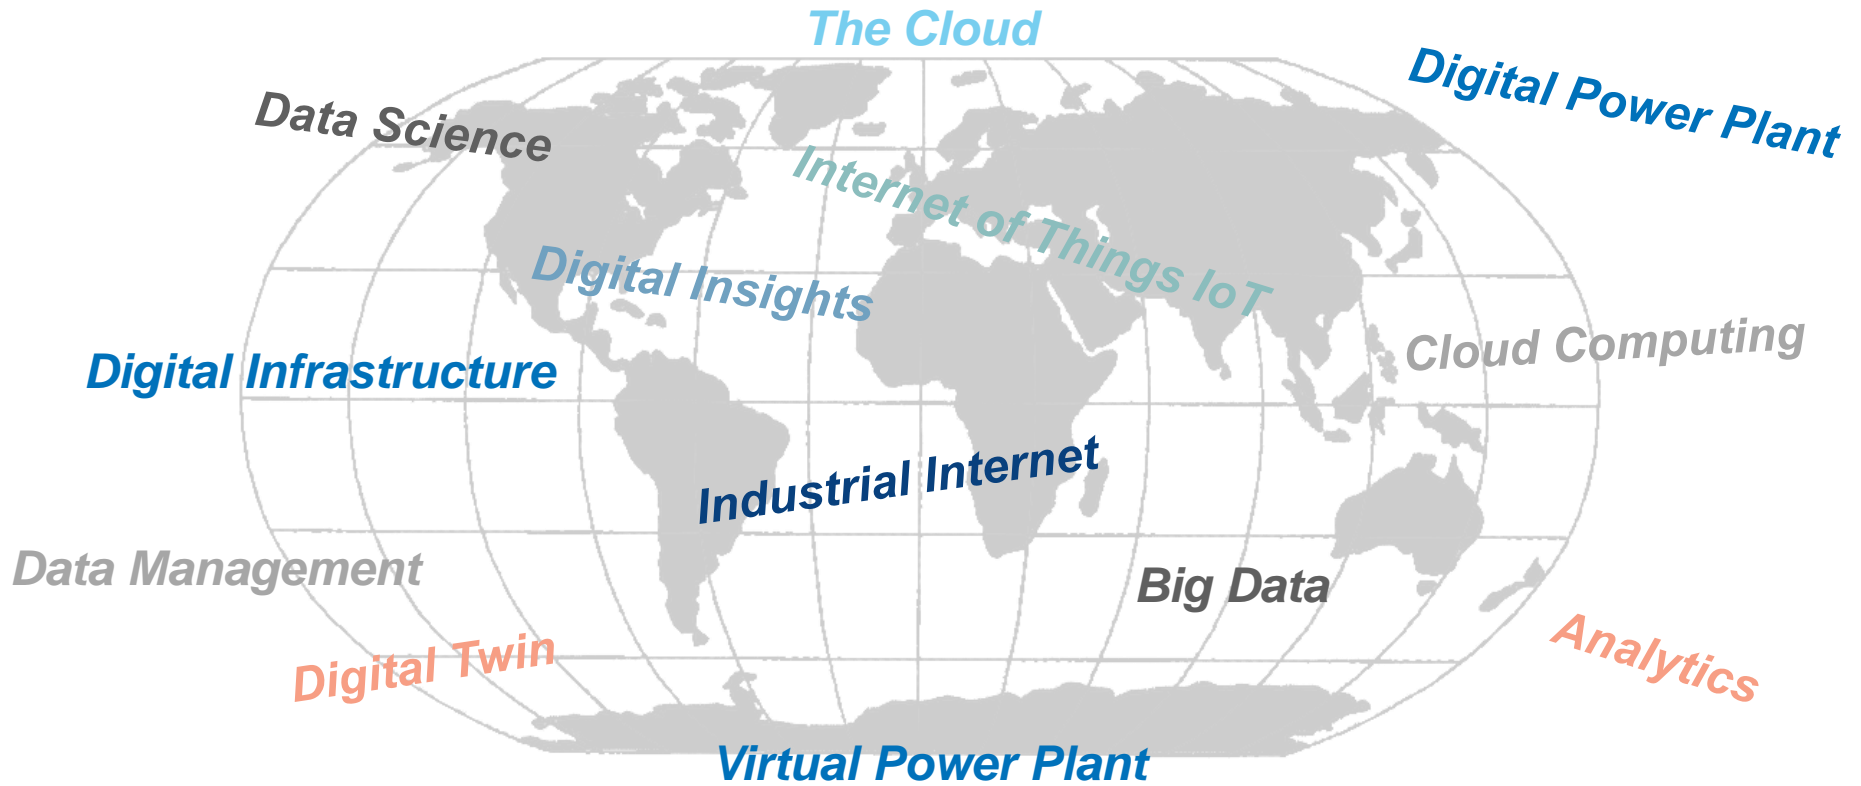 The Cloud
Digital Power Plant
Data Science
Internet of Things IoT
Digital Insights
Cloud Computing
Digital Infrastructure
Industrial Internet
Data Management
Big Data
Digital Twin
Analytics
Virtual Power Plant